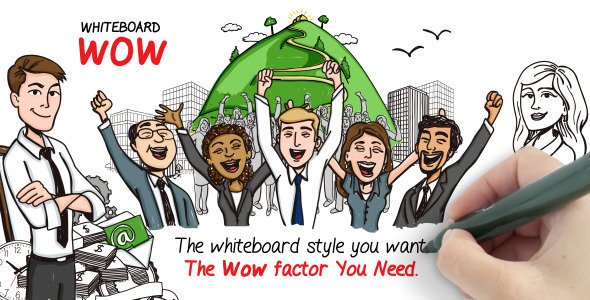 WHITEBOARD
WOW
@
The whiteboard style you want
The Wow factor You Need.